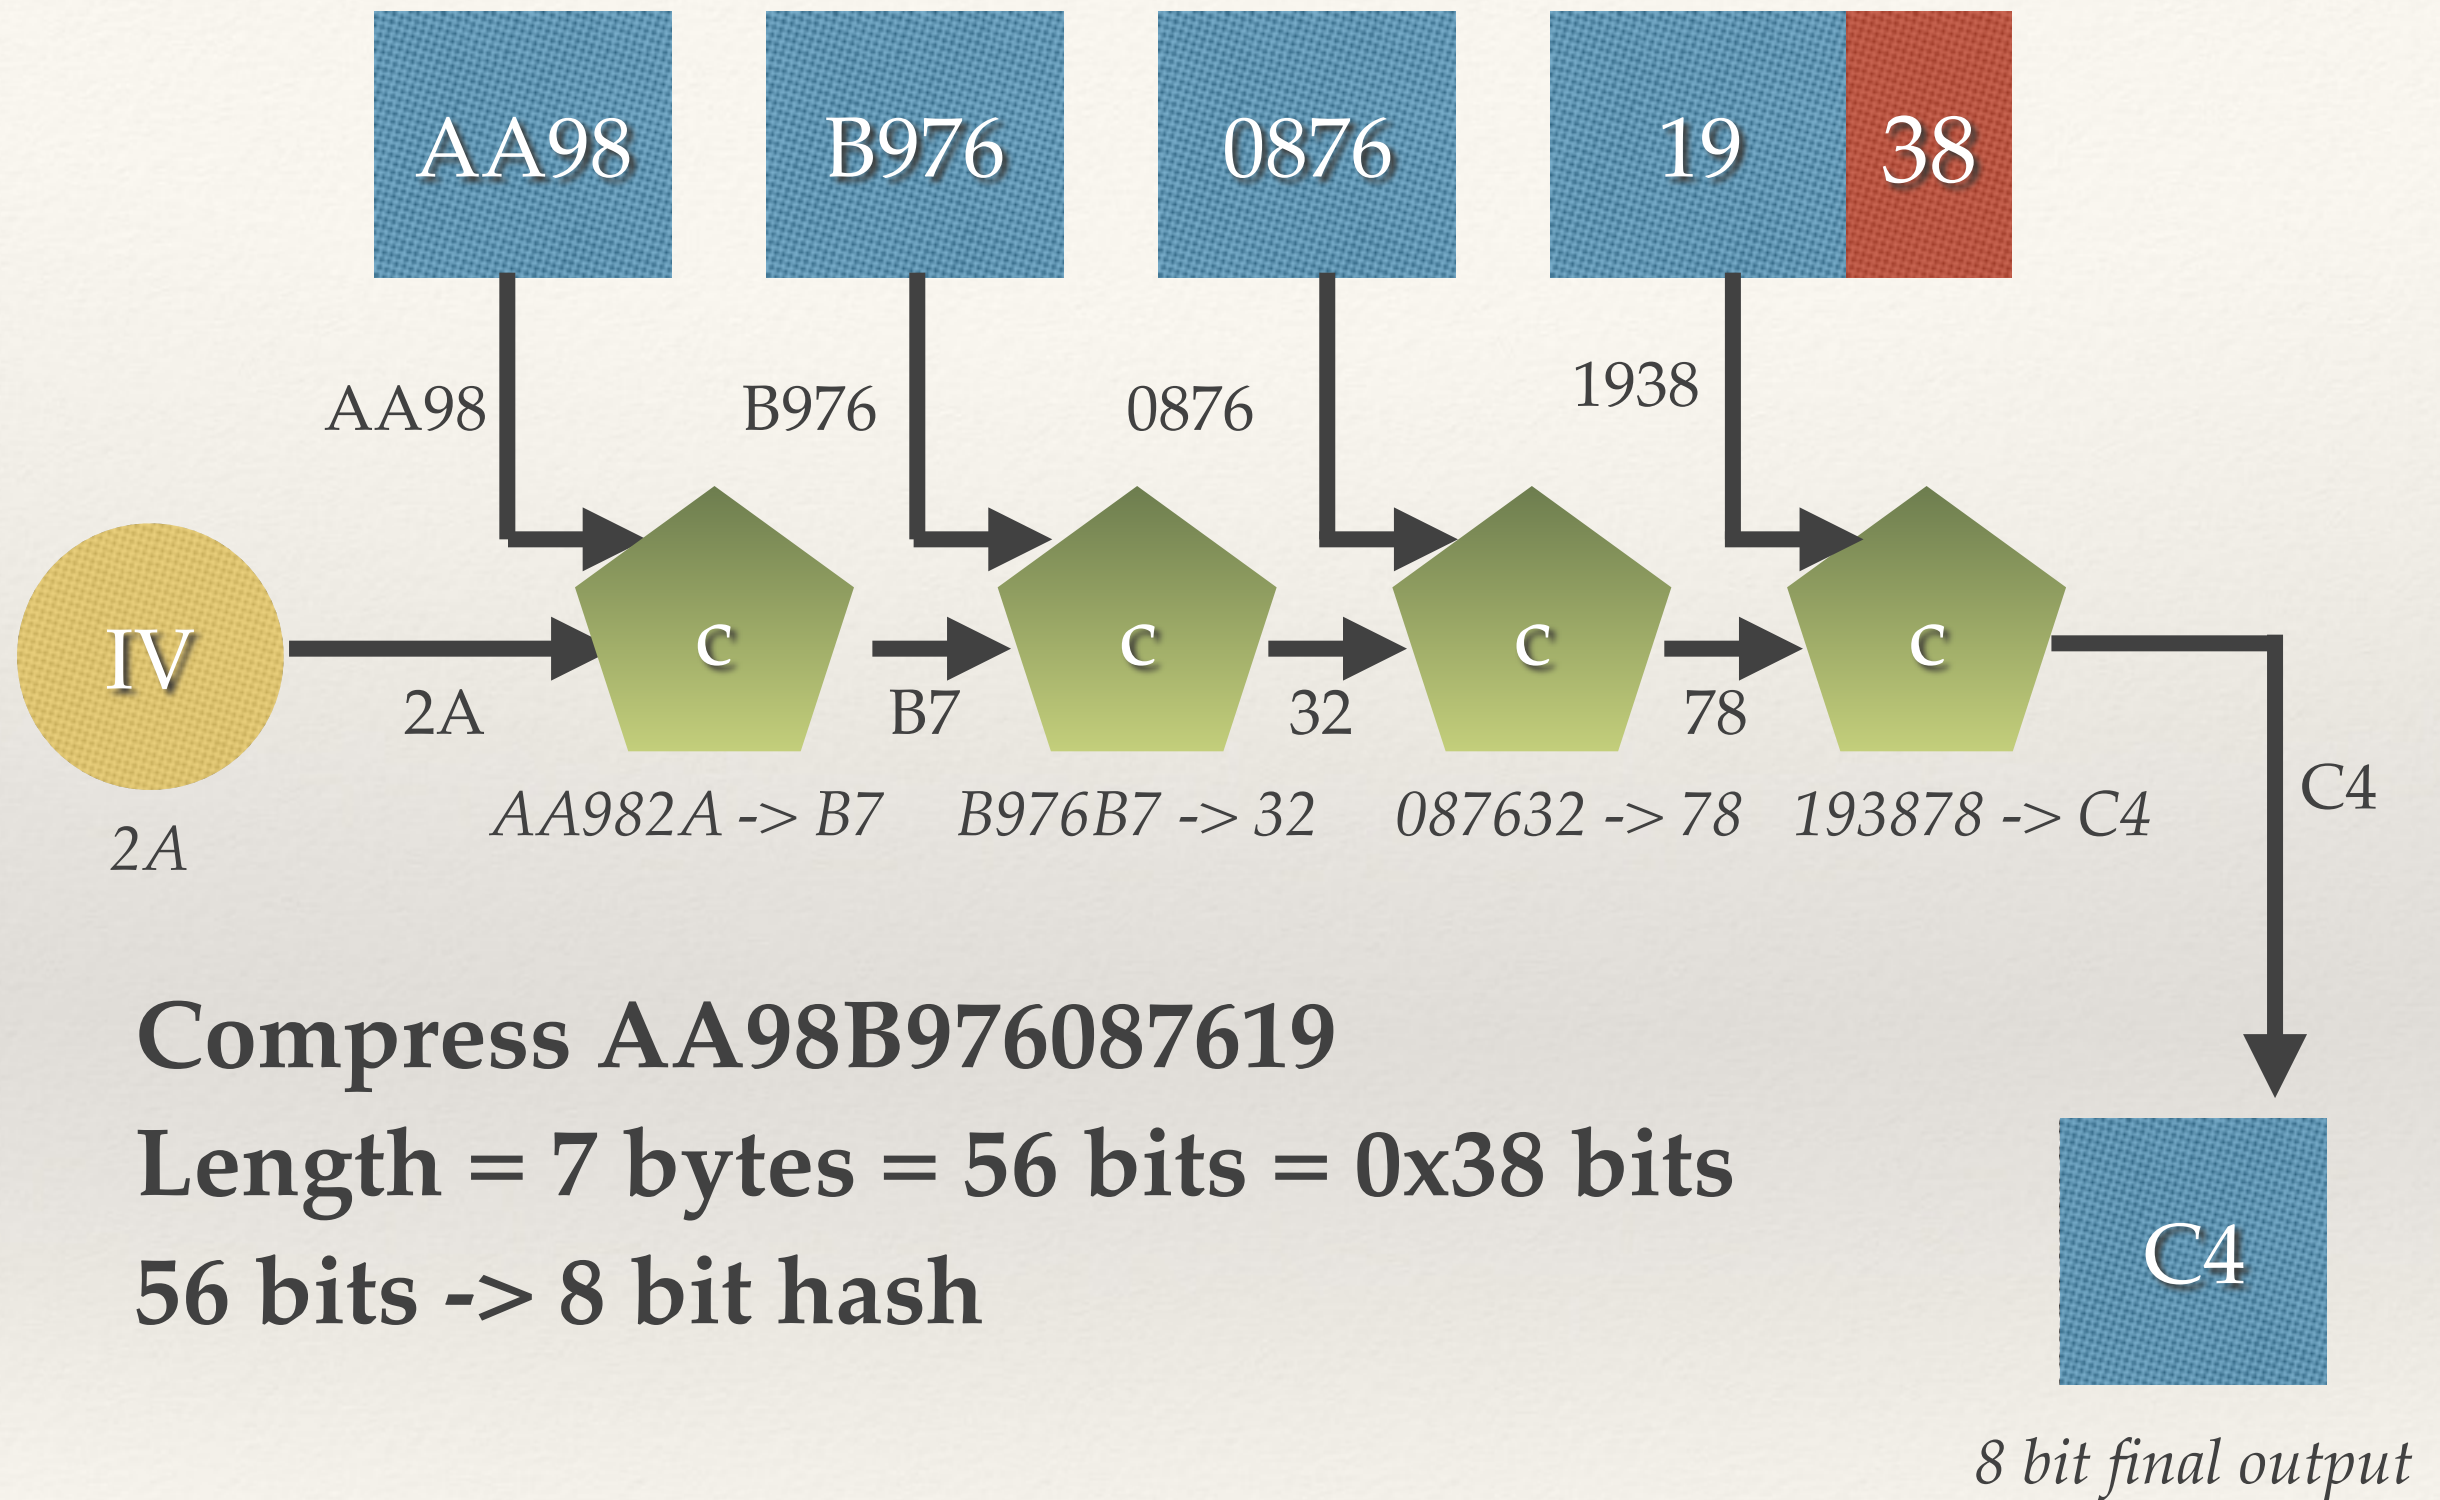 AA98 B976 0876 19 38
AA98 B976 0876 1938
IV c c c c
2A B7 32 78
2A
AA982A -> B7 B976B7 -> 32 087632 -> 78 193878 -> C4
C4
Compress AA98B976087619
Length = 7 bytes = 56 bits = 0x38 bits
56 bits -> 8 bit hash
C4
8 bit final output